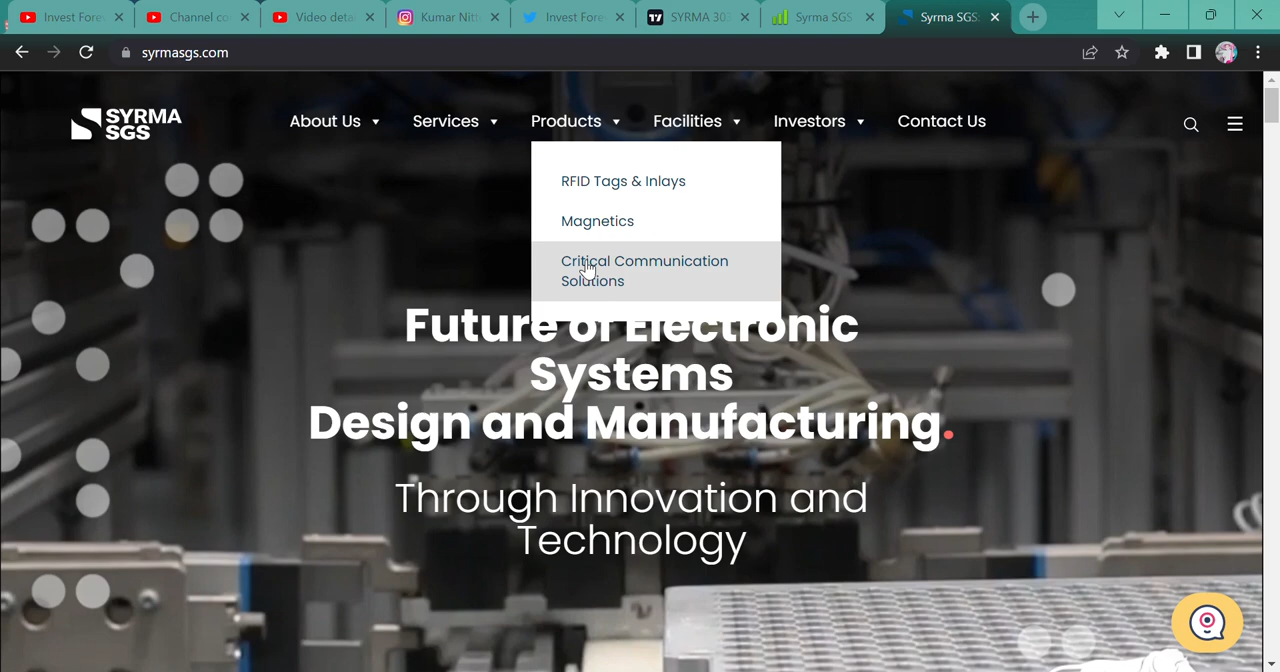 Invest Fore
Channel co
Video deta
Kumar Nitt
Invest Fore
SYRMA 303
Syrma SGS
Syrma SGS
syrmasgs.com
SYRMA
SGS
About Us
Services
Products
Facilities
Investors
Contact Us
RFID Tags & Inlays
Magnetics
Critical Communication
Solutions
Future of Electronic
Systems
Design and Manufacturing.
Through Innovation and
Technology